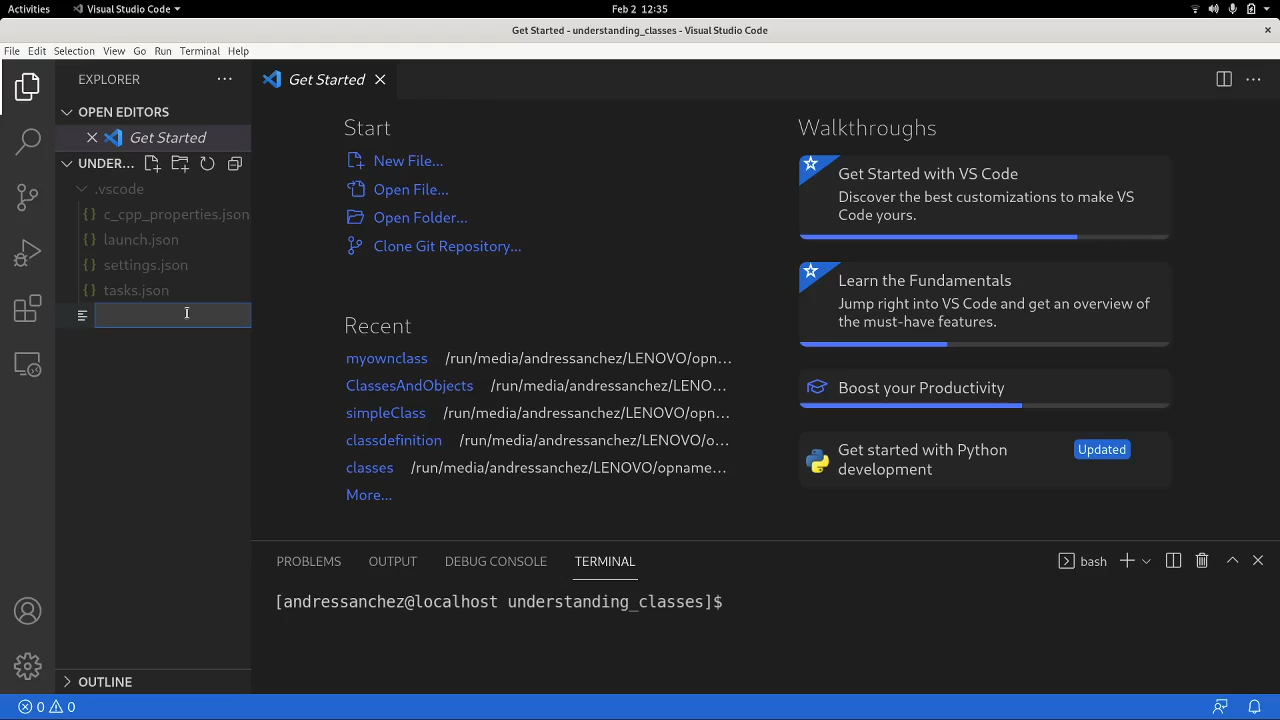 Activities
Visual Studio Code
Feb 2 12:35
Get Started - understanding_classes - Visual Studio Code
File Edit Selection View Go Run Terminal Help
EXPLORER
OPEN EDITORS
Get Started
UNDER...
.vscode
c_cpp_properties.json
launch.json
settings.json
tasks.json
OUTLINE
Get Started
Start
New File...
Open File...
Open Folder...
Clone Git Repository...
Recent
myownclass /run/media/andressanchez/LENOVO/opn...
ClassesAndObjects /run/media/andressanchez/LENO...
simpleClass /run/media/andressanchez/LENOVO/opn...
classdefinition /run/media/andressanchez/LENOVO/o...
classes /run/media/andressanchez/LENOVO/opname...
More...
Walkthroughs
Get Started with VS Code
Discover the best customizations to make VS
Code yours.
Learn the Fundamentals
Jump right into VS Code and get an overview of
the must-have features.
Boost your Productivity
Get started with Python
development
Updated
PROBLEMS OUTPUT DEBUG CONSOLE TERMINAL
bash
[andressanchez@localhost understanding_classes]$
0 0